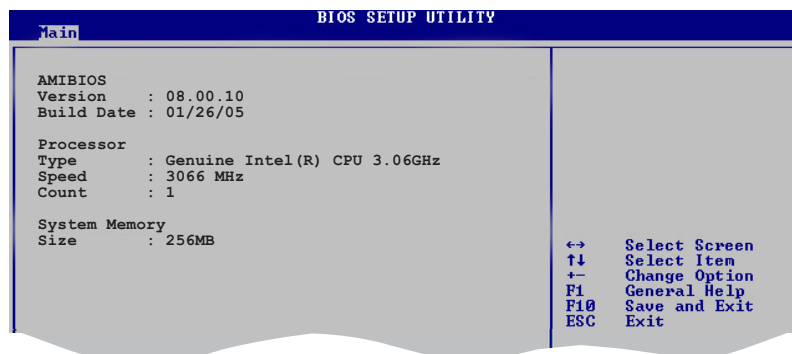 BIOS SETUP UTILITY
Main
AMIBIOS
Version : 08.00.10
Build Date : 01/26/05
Processor
Type : Genuine Intel(R) CPU 3.06GHz
Speed : 3066 MHz
Count : 1
System Memory
Size : 256MB
↔ Select Screen
↑↓ Select Item
+- Change Option
F1 General Help
F10 Save and Exit
ESC Exit